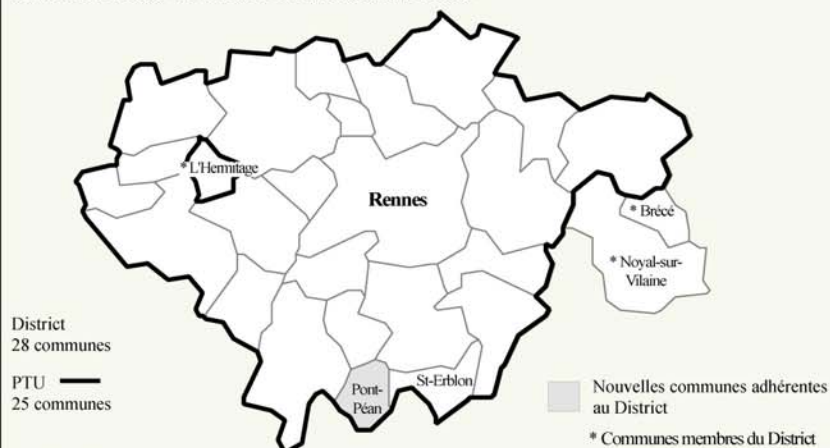 * L'Hermitage
Rennes
* Brécé
* Noyal-sur-
Vilaine
District
28 communes
PTU
25 communes
Pont-
Péan
St-Erblon
Nouvelles communes adhérentes
au District
* Communes membres du District